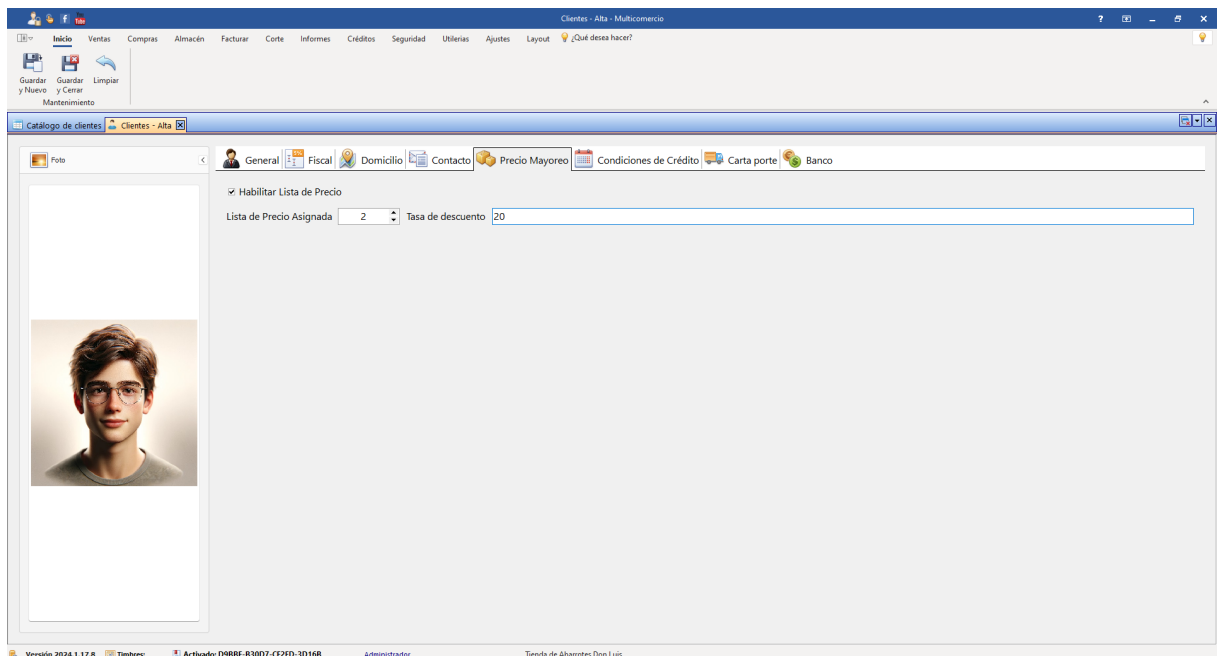 Clientes - Alta - Multicomercio
?
Inicio Ventas Compras Almacén Facturar Corte Informes Créditos Seguridad Utilerias Ajustes Layout ¿Qué desea hacer?
Guardar y Nuevo
Guardar y Cerrar
Limpiar
Mantenimiento
Catálogo de clientes Clientes - Alta
Foto
General Fiscal Domicilio Contacto Precio Mayoreo Condiciones de Crédito Carta porte Banco
Habilitar Lista de Precio
Lista de Precio Asignada 2 Tasa de descuento 20
Versión 2024.1.17.8 Timbres: Activado: D9BBF-B30D7-CF2FD-3D16B Administrador Tienda de Abarrotes Don Luis